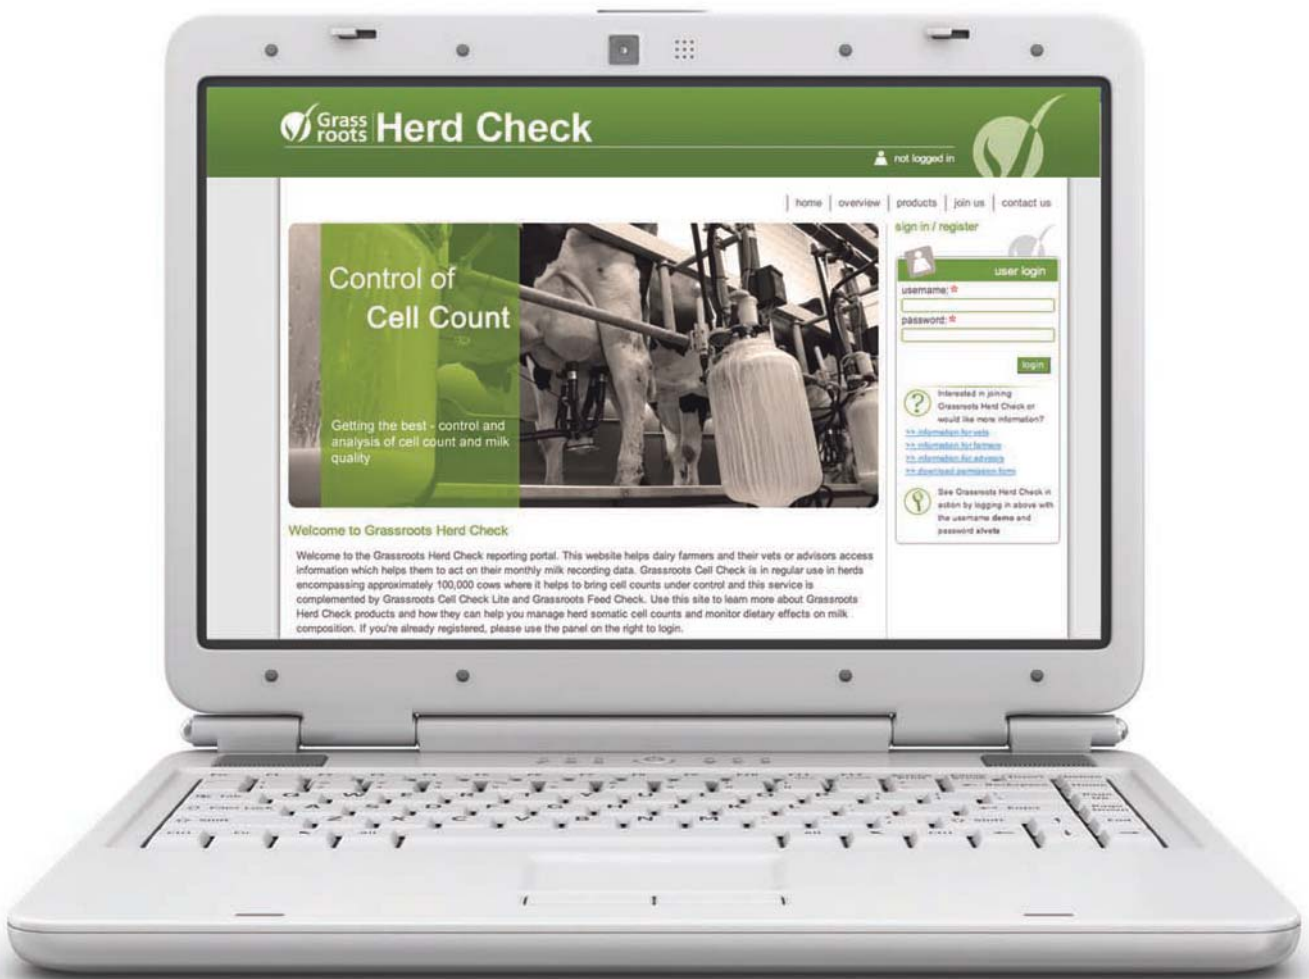 Grass roots Herd Check
not logged in
home | overview | products | join us | contact us
sign in / register
Control of
Cell Count
Getting the best - control and
analysis of cell count and milk
quality
user login
username: *
password: *
login
Interested in joining
Grassroots Herd Check or
would like more information?
>> information for vets
>> information for farmers
>> information for advisors
>> download permission form
See Grassroots Herd Check in
action by logging in above with
the username demo and
password
Welcome to Grassroots Herd Check
Welcome to the Grassroots Herd Check reporting portal. This website helps dairy farmers and their vets or advisors access
information which helps them to act on their monthly milk recording data. Grassroots Cell Check is in regular use in herds
encompassing approximately 100,000 cows where it helps to bring cell counts under control and this service is
complemented by Grassroots Cell Check Lite and Grassroots Feed Check. Use this site to learn more about Grassroots
Herd Check products and how they can help you manage herd somatic cell counts and monitor dietary effects on milk
composition. If you're already registered, please use the panel on the right to login.